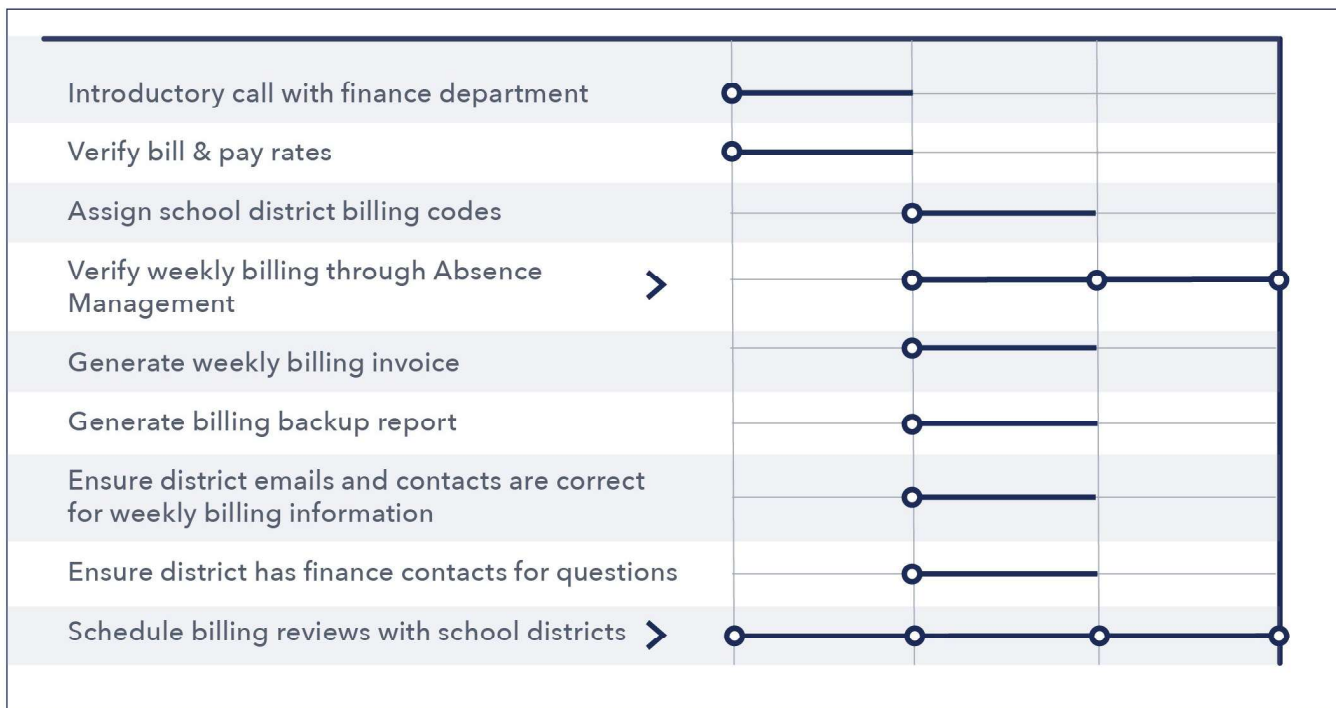 Introductory call with finance department
Verify bill & pay rates
Assign school district billing codes
Verify weekly billing through Absence
Management
Generate weekly billing invoice
Generate billing backup report
Ensure district emails and contacts are correct
for weekly billing information
Ensure district has finance contacts for questions
Schedule billing reviews with school districts